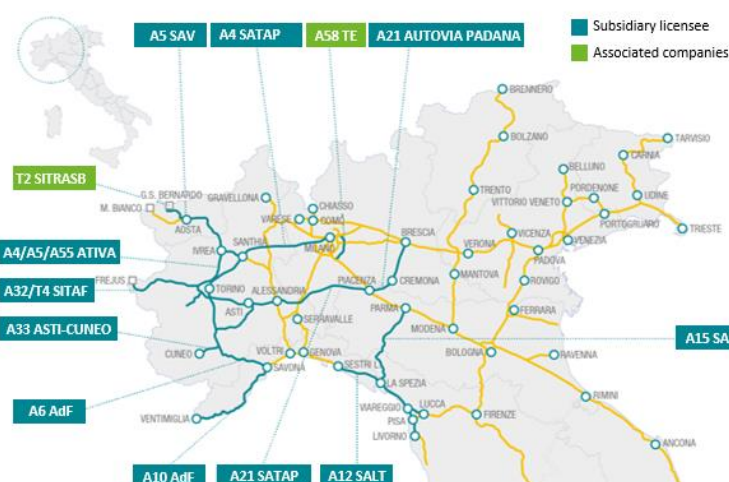 A5 SAV
A4 SATAP
A58 TE
A21 AUTOVIA PADANA
Subsidiary licensee
Associated companies
BRENNERO
BOLZANO
TARVISIO
CARNIA
BELLUNO
T2 SITRASB
G.S. BERNARDO
M. BIANCO
GRAVELLONA
CHIASSO
COMO
VARESE
TRENTO
VITTORIO VENETO
PORDENONE
UDINE
PORTOGRUARO
TRIESTE
AOSTA
IVREA
SANTHIA
MILANO
BRESCIA
VERONA
VICENZA
VENEZIA
PADOVA
A4/A5/A55 ATIVA
FREJUS
A32/T4 SITAF
TORINO
ALESSANDRIA
PIACENZA
CREMONA
MANTOVA
ROVIGO
ASTI
SERRAVALLE
PARMA
FERRARA
A33 ASTI-CUNEO
MODENA
A15 SA
CUNEO
VOLTRI
GENOVA
BOLOGNA
RAVENNA
SAVONA
SESTRI L
LA SPEZIA
A6 AdF
VIAREGGIO
LUCCA
RIMINI
VENTIMIGLIA
PISA
FIRENZE
LIVORNO
ANCONA
A10 AdF
A21 SATAP
A12 SALT